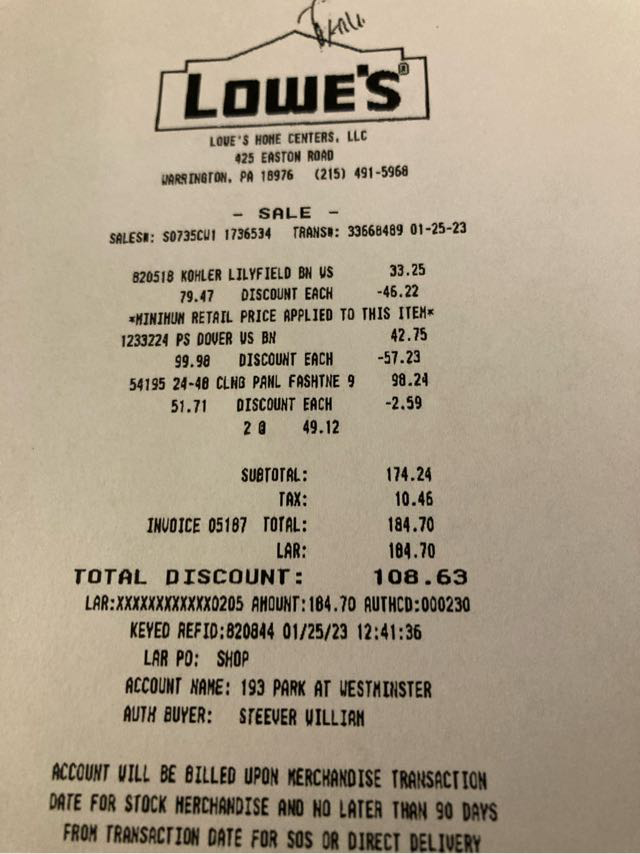 LOWE'S®
LOWE'S HOME CENTERS, LLC
425 EASTON ROAD
WARRINGTON, PA 18976 (215) 491-5968
- SALE -
SALES#: S0735CW1 1736534 TRANS#: 33668489 01-25-23
820518 KOHLER LILYFIELD BN WS 33.25
79.47 DISCOUNT EACH -46.22
*MINIMUM RETAIL PRICE APPLIED TO THIS ITEM*
1233224 PS DOVER WS BN 42.75
99.98 DISCOUNT EACH -57.23
54195 24-48 CLNG PANL FASHTNE 9 98.24
51.71 DISCOUNT EACH -2.59
2 @ 49.12
SUBTOTAL: 174.24
TAX: 10.46
INVOICE 05187 TOTAL: 184.70
LAR: 184.70
TOTAL DISCOUNT: 108.63
LAR:XXXXXXXXXXXX0205 AMOUNT:184.70 AUTHCD:000230
KEYED REFID:820844 01/25/23 12:41:36
LAR PO: SHOP
ACCOUNT NAME: 193 PARK AT WESTMINSTER
AUTH BUYER: STEEVER WILLIAM
ACCOUNT WILL BE BILLED UPON MERCHANDISE TRANSACTION
DATE FOR STOCK MERCHANDISE AND NO LATER THAN 90 DAYS
FROM TRANSACTION DATE FOR SOS OR DIRECT DELIVERY